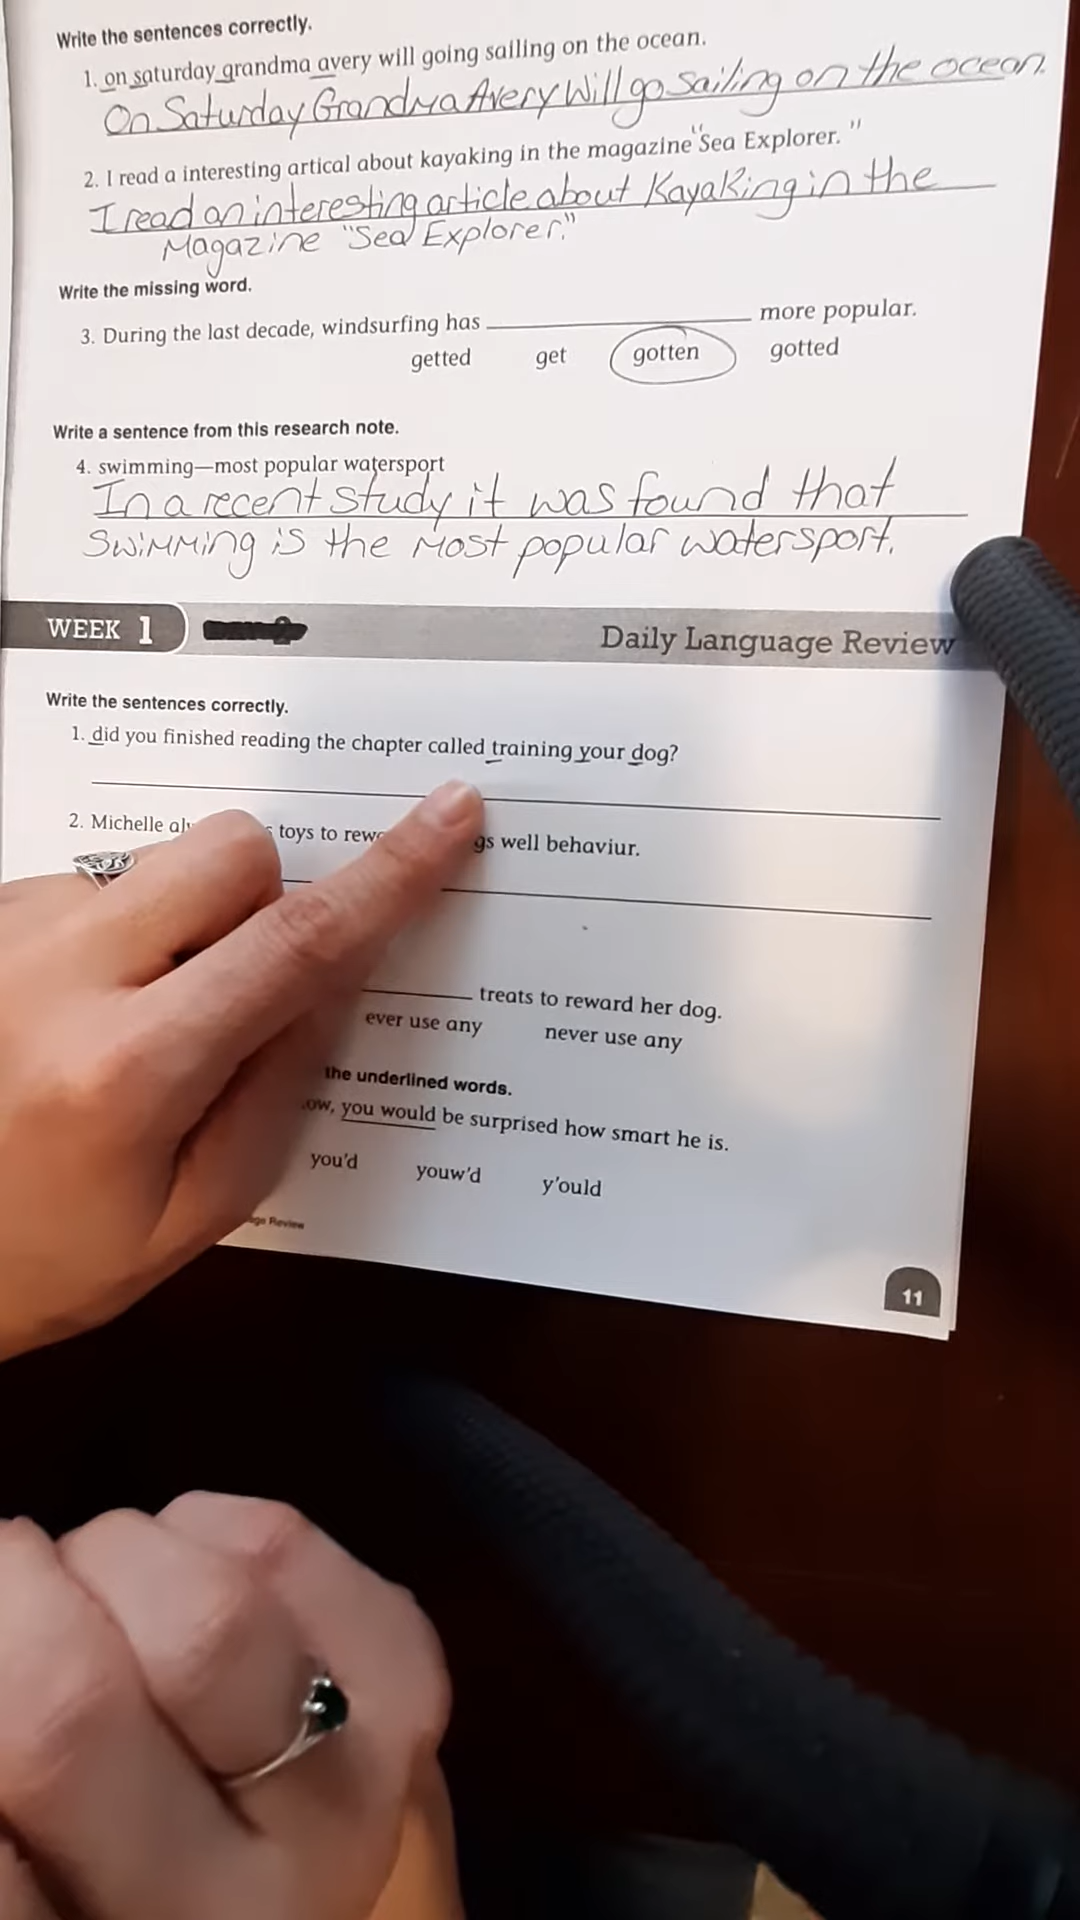 Write the sentences correctly.
1. on saturday grandma avery will going sailing on the ocean.
On Saturday Grandma Avery Will go Sailing on the ocean.
2. I read a interesting artical about kayaking in the magazine "Sea Explorer."
I read an interesting article about Kayaking in the
Magazine "Sea Explorer."
Write the missing word.
3. During the last decade, windsurfing has more popular.
getted get gotten gotted
Write a sentence from this research note.
4. swimming—most popular watersport
In a recent study it was found that
Swimming is the most popular watersport.
WEEK 1 Daily Language Review
Write the sentences correctly.
1. did you finished reading the chapter called training your dog?
2. Michelle toys to well behaviur.
treats to reward her dog.
ever use any never use any
the underlined words.
you would be surprised how smart he is.
you'd youw'd y'ould
Review
11